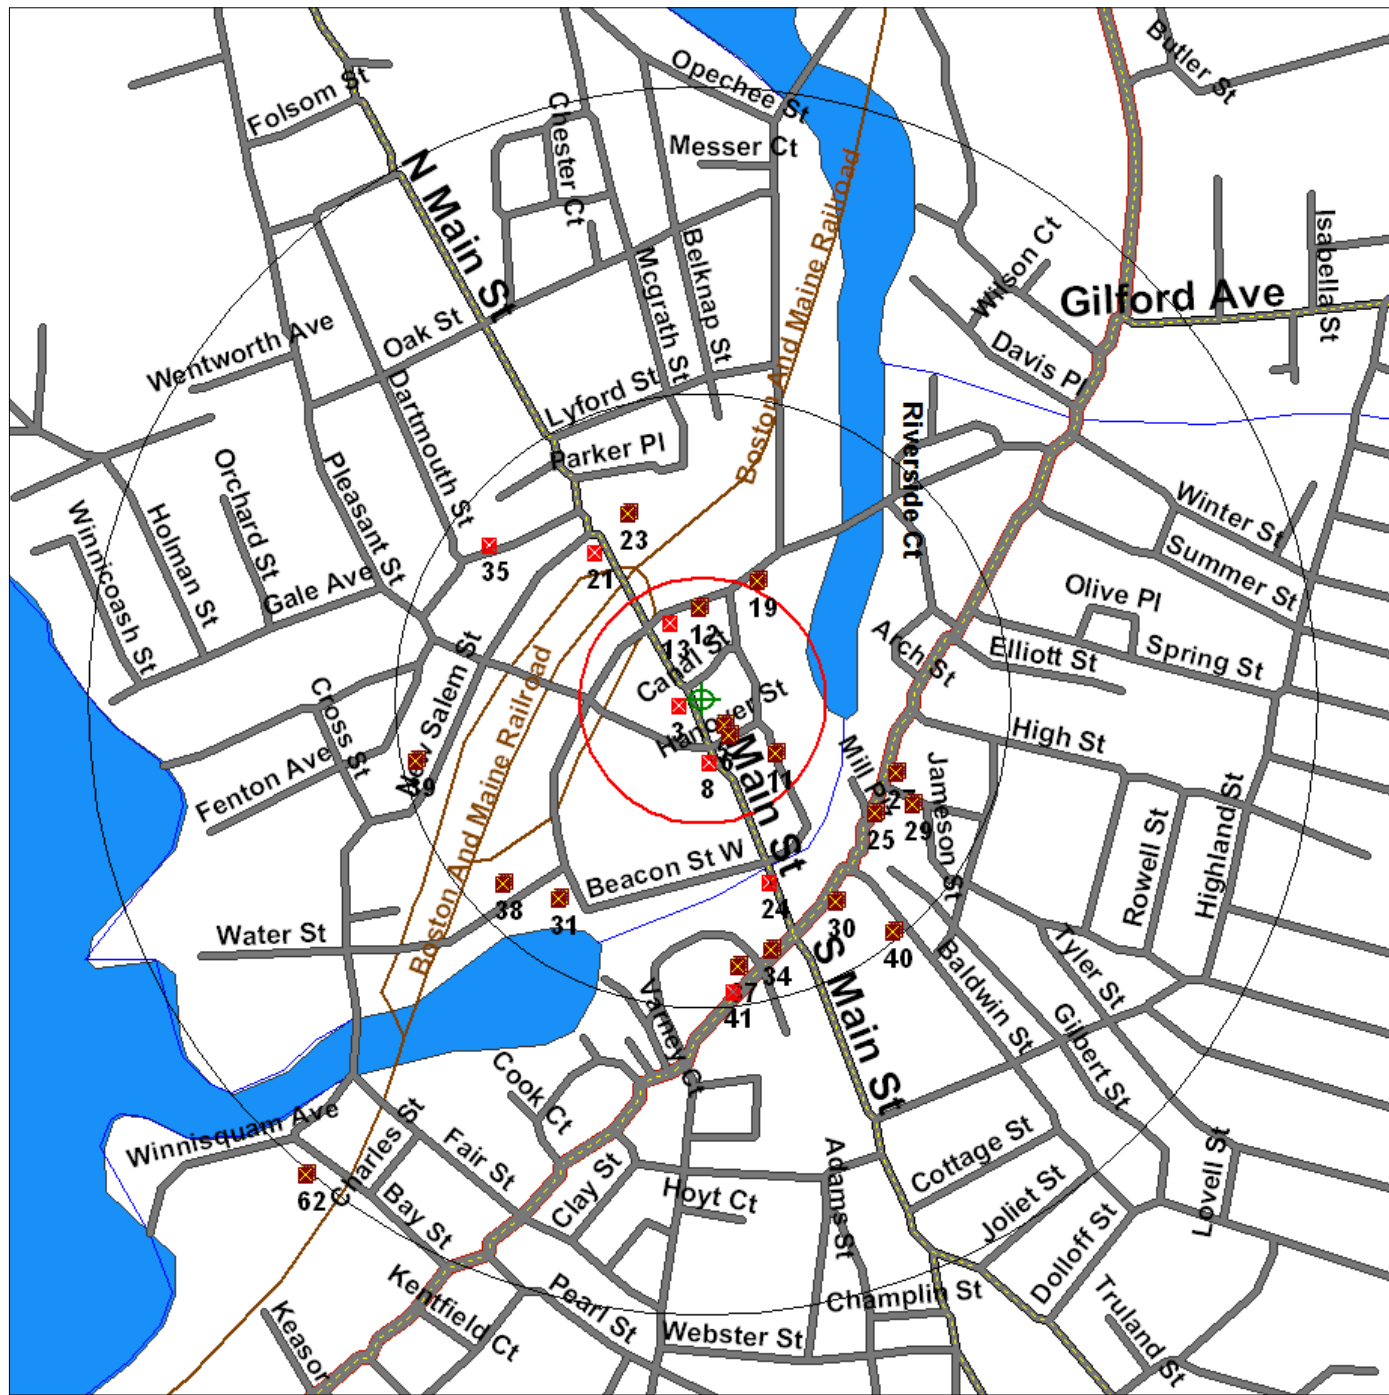 Butler St
Opechee St
Folsom St
Chester Ct
Messer Ct
N Main St
Boston And Maine Railroad
Isabella St
Wilson Ct
Belknap St
Mcgrath St
Gilford Ave
Wentworth Ave
Oak St
Davis Pl
Dartmouth St
Lyford St
Riverside Ct
Parker Pl
Orchard St
Pleasant St
Winter St
Holman St
Winnicoash St
23
Summer St
35
21
Gale Ave
19
Olive Pl
12
13
Arch St
Elliott St
Spring St
Canal St
New Salem St
Boston And Maine Railroad
Cross St
3
Hanover St
High St
Main St
Mill Pl
Fenton Ave
39
8
11
27
Jameson St
25
29
Highland St
Rowell St
Beacon St W
38
31
24
30
Water St
40
34
S Main St
Baldwin St
Tyler St
37
41
Varney Ct
Gilbert St
Cook Ct
Winnisquam Ave
Charles St
Fair St
Cottage St
Lovell St
Adams St
62
Bay St
Clay St
Hoyt Ct
Joliet St
Dolloff St
Kentfield Ct
Pearl St
Champlin St
Truland St
Keasor
Webster St